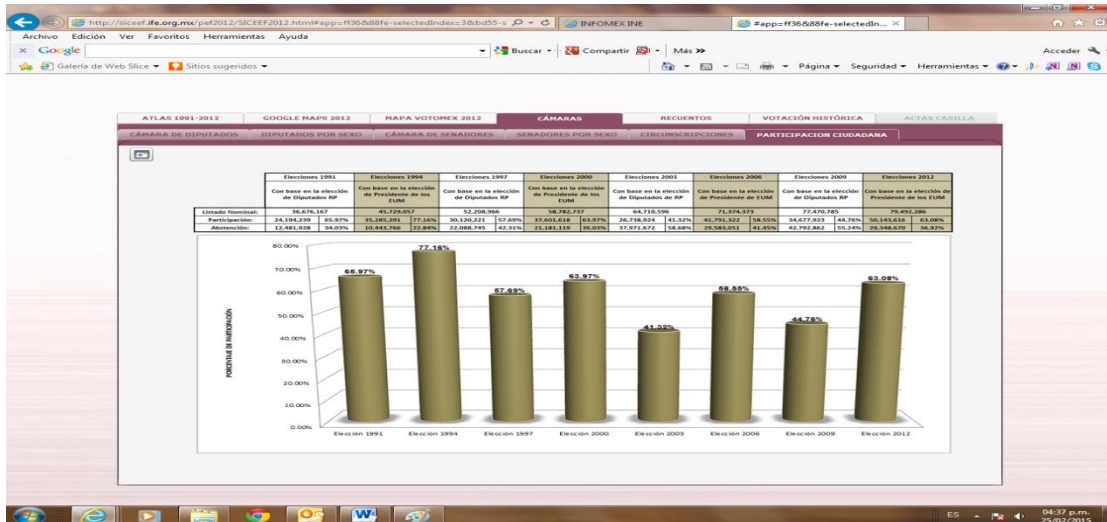 http://siceef.ife.org.mx/pef2012/SICEEF2012.html#app=ff36&88fe-selectedIndex=3&bd55-s
INFOMEX INE
#app=ff36&88fe-selectedIn...
Archivo Edición Ver Favoritos Herramientas Ayuda
Google Buscar Compartir Más » Acceder
Galería de Web Slice Sitios sugeridos Página Seguridad Herramientas
ATLAS 1991-2012 GOOGLE MAPS 2012 MAPA VOTOMEX 2012 CÁMARAS RECUENTOS VOTACIÓN HISTÓRICA ACTAS CASILLA
CÁMARA DE DIPUTADOS DIPUTADOS POR SEXO CÁMARA DE SENADORES SENADORES POR SEXO CIRCUNSCRIPCIONES PARTICIPACION CIUDADANA
Elecciones 1991 Elecciones 1994 Elecciones 1997 Elecciones 2000 Elecciones 2003 Elecciones 2006 Elecciones 2009 Elecciones 2012
Con base en la elección de Diputados RP Con base en la elección de Presidente de los EUM Con base en la elección de Diputados RP Con base en la elección de Presidente de los EUM Con base en la elección de Diputados de RP Con base en la elección de Presidente de EUM Con base en la elección de Diputados RP Con base en la elección de Presidente de los EUM
Listado Nominal: 36,676,167 45,729,057 52,208,966 58,782,737 64,710,596 71,374,373 77,470,785 79,492,286
Participación: 24,194,239 65.97% 35,285,291 77.16% 30,120,221 57.69% 37,601,618 63.97% 26,738,924 41.32% 41,791,322 58.55% 34,677,923 44.76% 50,143,616 63.08%
Abstención: 12,481,928 34.03% 10,443,766 22.84% 22,088,745 42.31% 21,181,119 36.03% 37,971,672 58.68% 29,583,051 41.45% 42,792,862 55.24% 29,348,670 36.92%
PORCENTAJE DE PARTICIPACIÓN
80.00%
70.00%
60.00%
50.00%
40.00%
30.00%
20.00%
10.00%
0.00%
65.97% 77.16% 57.69% 63.97% 41.32% 58.55% 44.76% 63.08%
Elección 1991 Elección 1994 Elección 1997 Elección 2000 Elección 2003 Elección 2006 Elección 2009 Elección 2012
ES 04:37 p.m.
25/02/2015